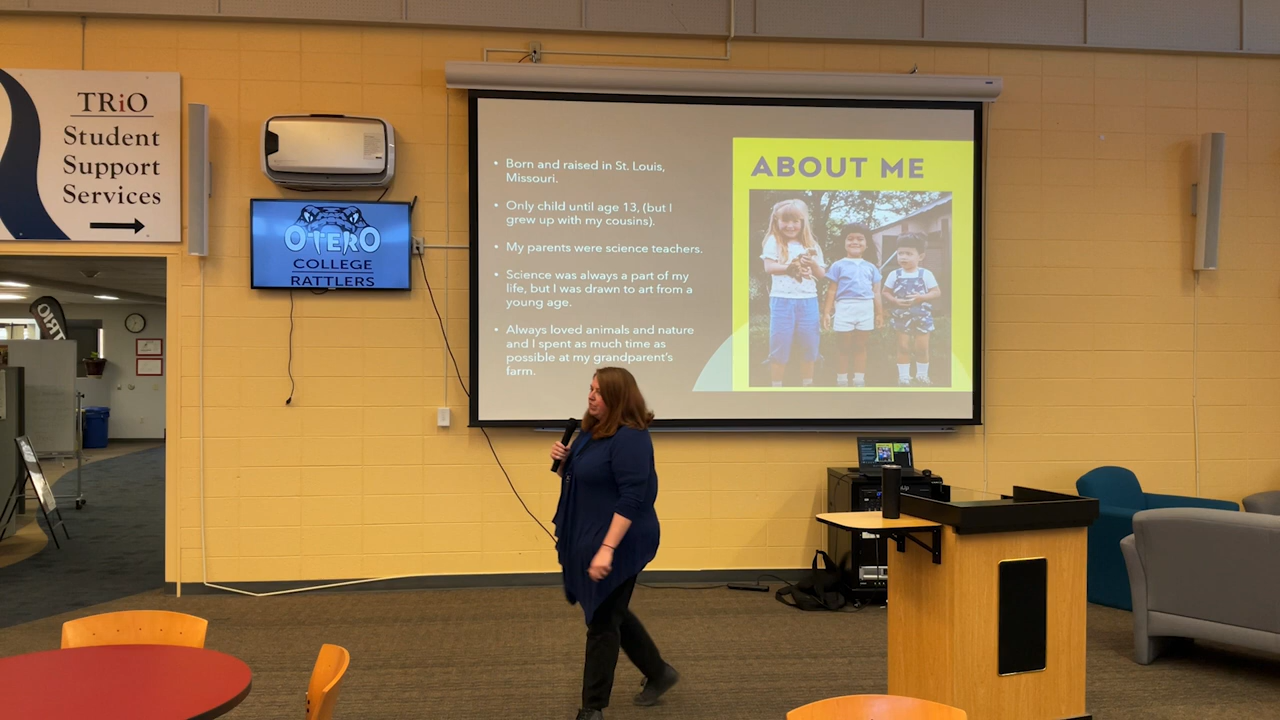 TRiO
Student
Support
Services
OTERO
COLLEGE
RATTLERS
• Born and raised in St. Louis,
Missouri.
• Only child until age 13, (but I
grew up with my cousins).
• My parents were science teachers.
• Science was always a part of my
life, but I was drawn to art from a
young age.
• Always loved animals and nature
and I spent as much time as
possible at my grandparent's
farm.
ABOUT ME
TRIO